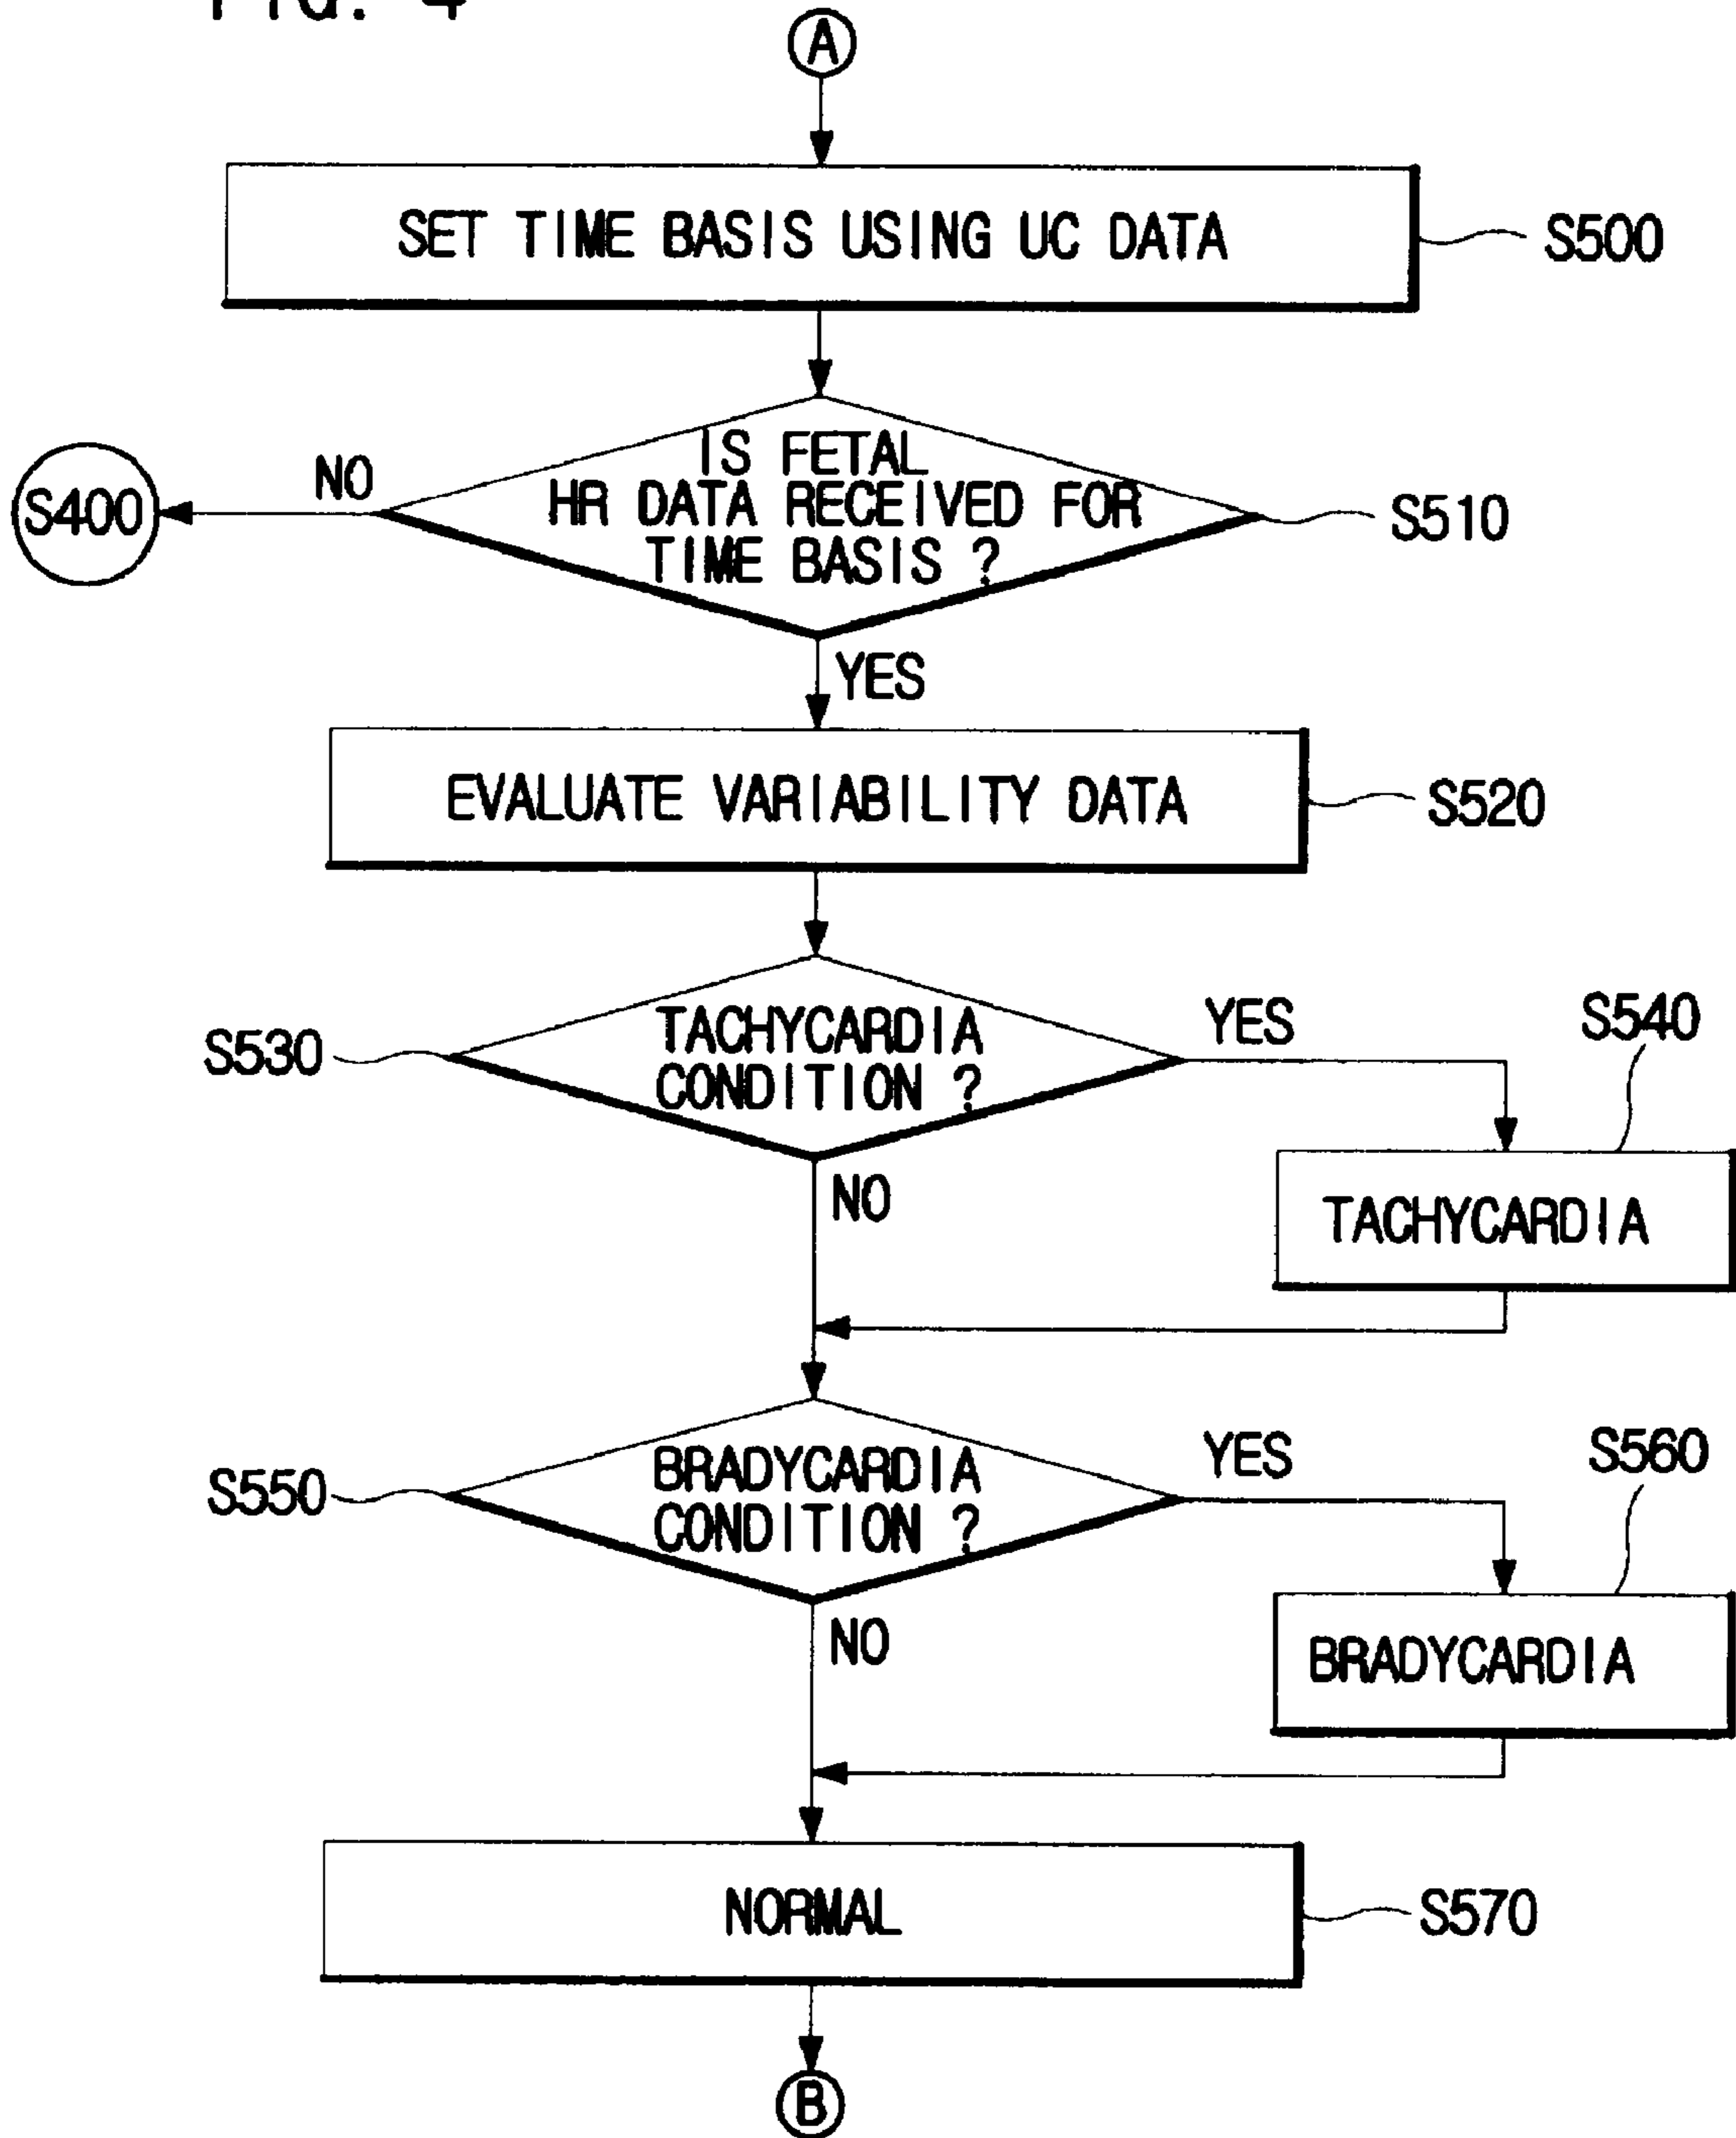 FIG. 4
A
SET TIME BASIS USING UC DATA
S500
IS FETAL
HR DATA RECEIVED FOR
TIME BASIS ?
NO
S400
S510
YES
EVALUATE VARIABILITY DATA
S520
S530
TACHYCARDIA
CONDITION ?
YES
S540
NO
TACHYCARDIA
S550
BRADYCARDIA
CONDITION ?
YES
S560
NO
BRADYCARDIA
NORMAL
S570
B